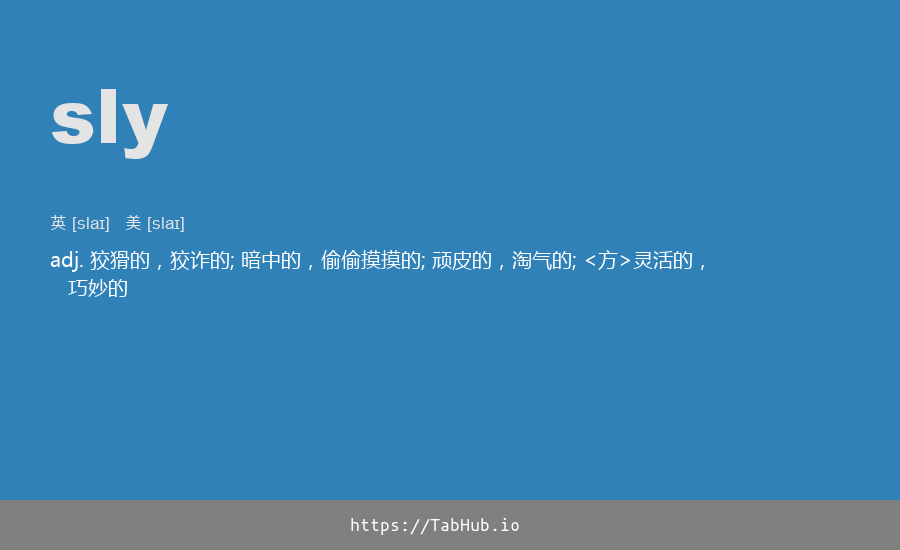 sly
英 [slaɪ] 美 [slaɪ]
adj. 狡猾的，狡诈的; 暗中的，偷偷摸摸的; 顽皮的，淘气的; <方>灵活的，
巧妙的
https://TabHub.io